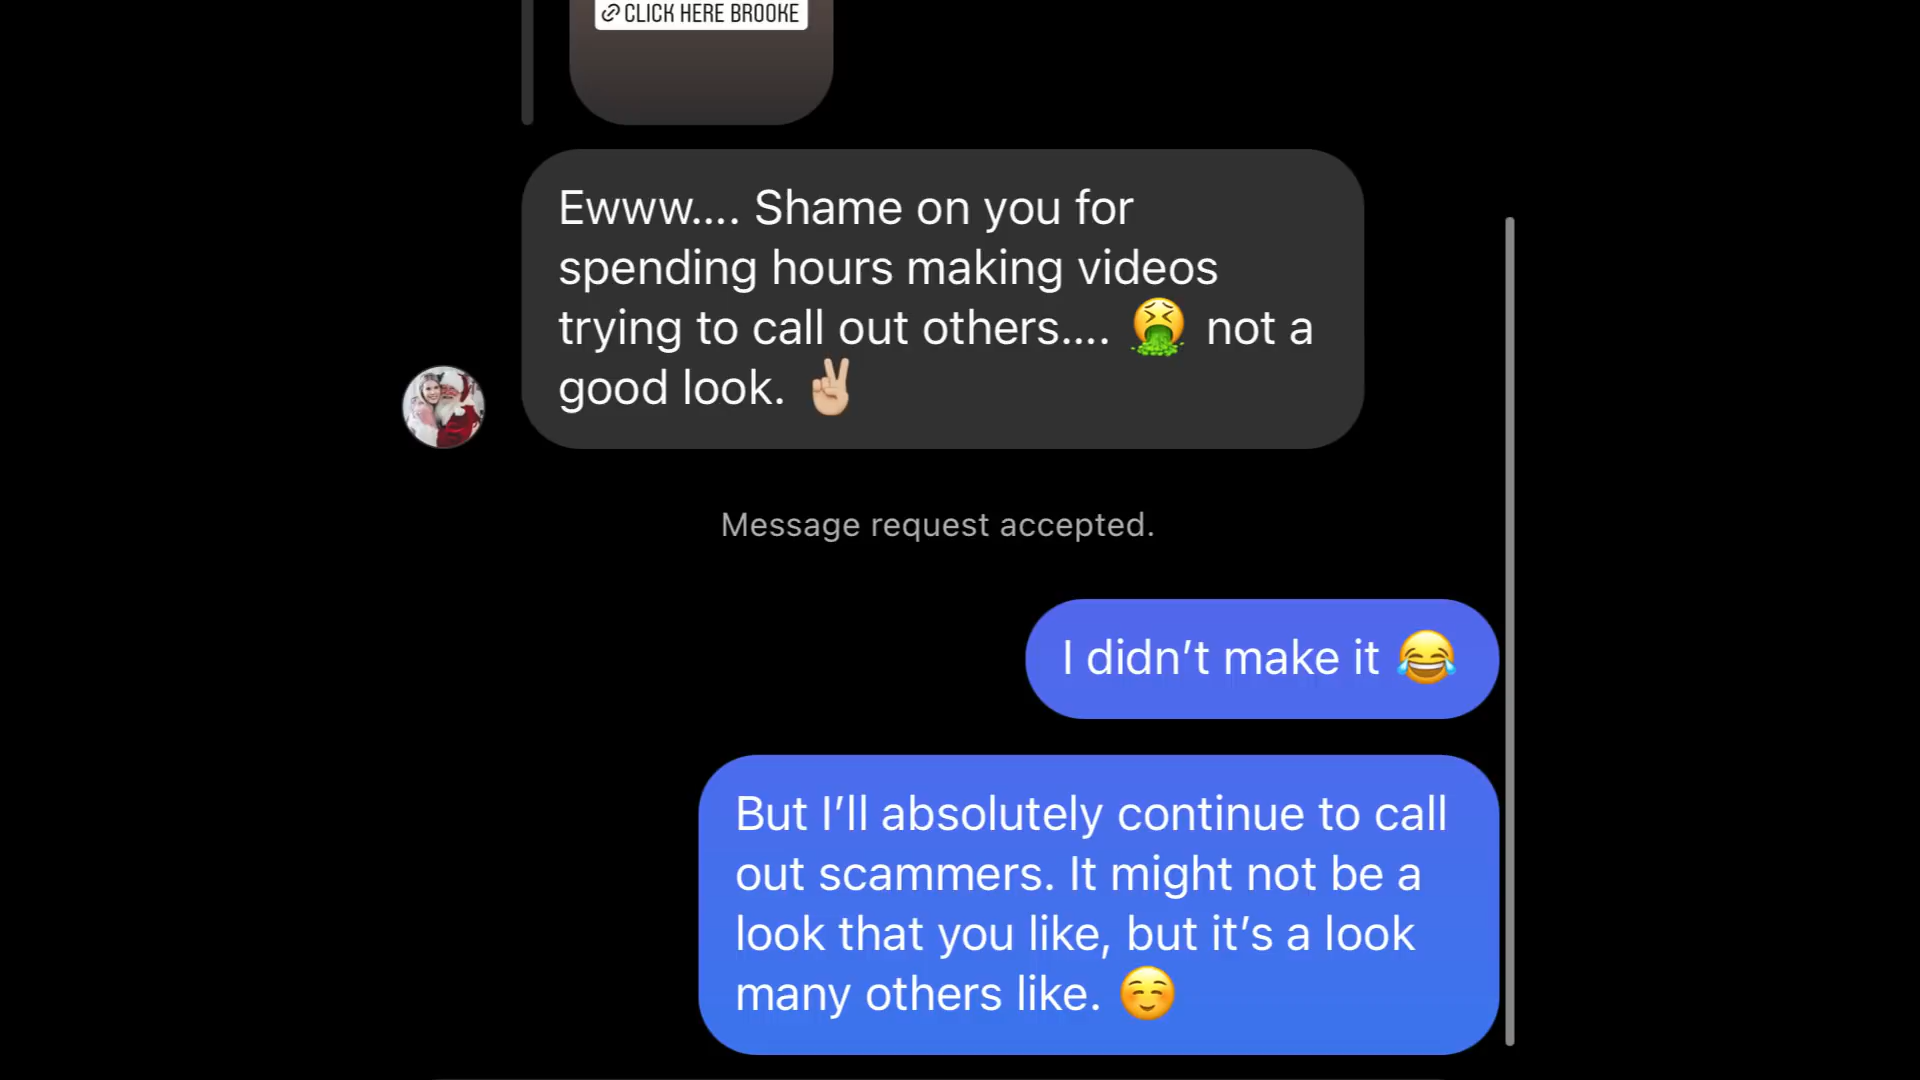 CLICK HERE BROOKE
Ewww.... Shame on you for
spending hours making videos
trying to call out others.... 🤮 not a
good look. ✌🏼
Message request accepted.
I didn’t make it 😂
But I’ll absolutely continue to call
out scammers. It might not be a
look that you like, but it’s a look
many others like. ☺️